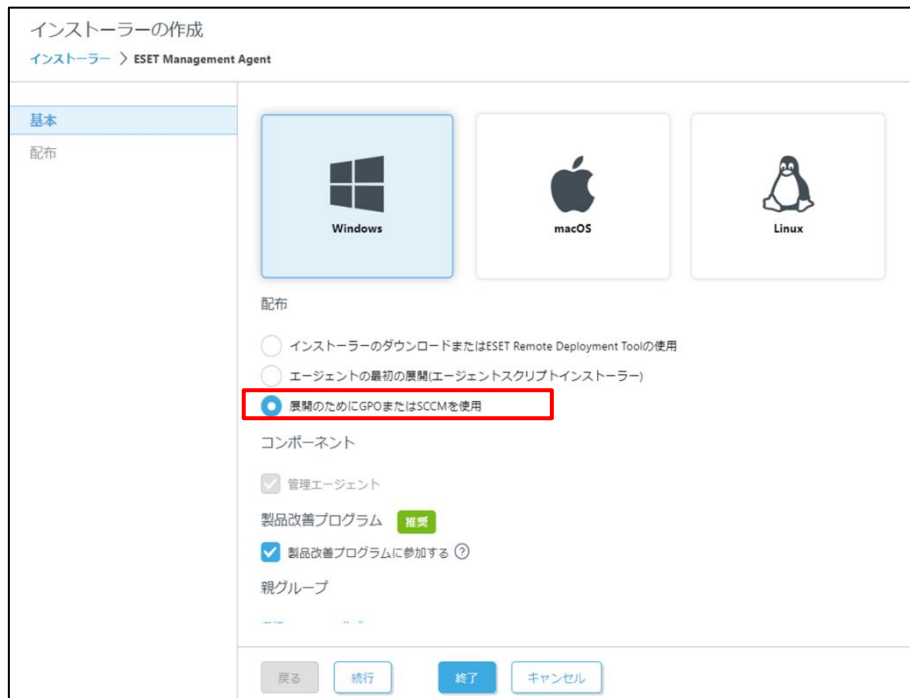 インストーラーの作成
インストーラー > ESET Management Agent
基本
配布
Windows
macOS
Linux
配布
インストーラーのダウンロードまたはESET Remote Deployment Toolの使用
エージェントの最初の展開(エージェントスクリプトインストーラー)
展開のためにGPOまたはSCCMを使用
コンポーネント
管理エージェント
製品改善プログラム 推奨
製品改善プログラムに参加する ?
親グループ
戻る 続行 終了 キャンセル